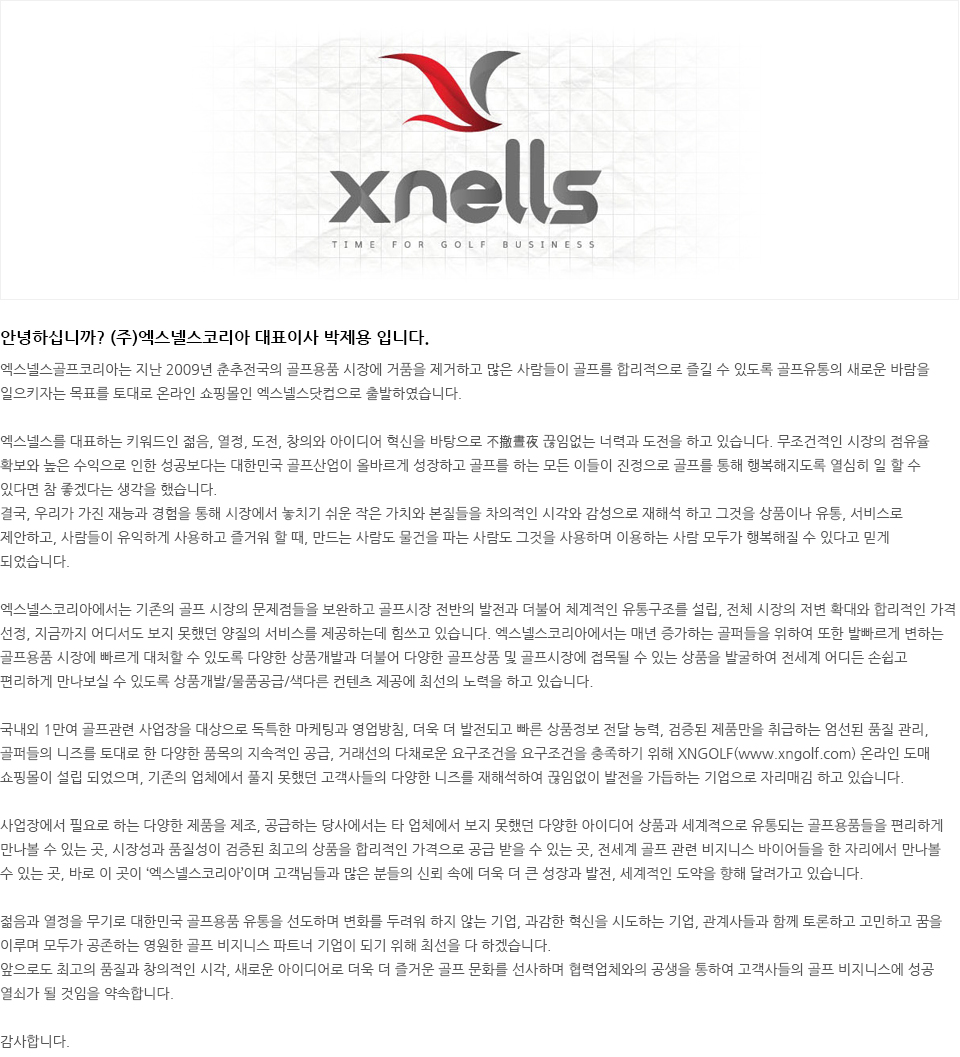 xnells
TIME FOR GOLF BUSINESS
안녕하십니까? (주)엑스넬스코리아 대표이사 박제용 입니다.
엑스넬스골프코리아는 지난 2009년 춘추전국의 골프용품 시장에 거품을 제거하고 많은 사람들이 골프를 합리적으로 즐길 수 있도록 골프유통의 새로운 바람을
일으키자는 목표를 토대로 온라인 쇼핑몰인 엑스넬스닷컴으로 출발하였습니다.
엑스넬스를 대표하는 키워드인 젊음, 열정, 도전, 창의와 아이디어 혁신을 바탕으로 不撤晝夜 끊임없는 너력과 도전을 하고 있습니다. 무조건적인 시장의 점유율
확보와 높은 수익으로 인한 성공보다는 대한민국 골프산업이 올바르게 성장하고 골프를 하는 모든 이들이 진정으로 골프를 통해 행복해지도록 열심히 일 할 수
있다면 참 좋겠다는 생각을 했습니다.
결국, 우리가 가진 재능과 경험을 통해 시장에서 놓치기 쉬운 작은 가치와 본질들을 차의적인 시각와 감성으로 재해석 하고 그것을 상품이나 유통, 서비스로
제안하고, 사람들이 유익하게 사용하고 즐거워 할 때, 만드는 사람도 물건을 파는 사람도 그것을 사용하며 이용하는 사람 모두가 행복해질 수 있다고 믿게
되었습니다.
엑스넬스코리아에서는 기존의 골프 시장의 문제점들을 보완하고 골프시장 전반의 발전과 더불어 체계적인 유통구조를 설립, 전체 시장의 저변 확대와 합리적인 가격
선정, 지금까지 어디서도 보지 못했던 양질의 서비스를 제공하는데 힘쓰고 있습니다. 엑스넬스코리아에서는 매년 증가하는 골퍼들을 위하여 또한 발빠르게 변하는
골프용품 시장에 빠르게 대처할 수 있도록 다양한 상품개발과 더불어 다양한 골프상품 및 골프시장에 접목될 수 있는 상품을 발굴하여 전세계 어디든 손쉽고
편리하게 만나보실 수 있도록 상품개발/물품공급/색다른 컨텐츠 제공에 최선의 노력을 하고 있습니다.
국내외 1만여 골프관련 사업장을 대상으로 독특한 마케팅과 영업방침, 더욱 더 발전되고 빠른 상품정보 전달 능력, 검증된 제품만을 취급하는 엄선된 품질 관리,
골퍼들의 니즈를 토대로 한 다양한 품목의 지속적인 공급, 거래선의 다채로운 요구조건을 요구조건을 충족하기 위해 XNGOLF(www.xngolf.com) 온라인 도매
쇼핑몰이 설립 되었으며, 기존의 업체에서 풀지 못했던 고객사들의 다양한 니즈를 재해석하여 끊임없이 발전을 가듭하는 기업으로 자리매김 하고 있습니다.
사업장에서 필요로 하는 다양한 제품을 제조, 공급하는 당사에서는 타 업체에서 보지 못했던 다양한 아이디어 상품과 세계적으로 유통되는 골프용품들을 편리하게
만나볼 수 있는 곳, 시장성과 품질성이 검증된 최고의 상품을 합리적인 가격으로 공급 받을 수 있는 곳, 전세계 골프 관련 비지니스 바이어들을 한 자리에서 만나볼
수 있는 곳, 바로 이 곳이 ‘엑스넬스코리아’이며 고객님들과 많은 분들의 신뢰 속에 더욱 더 큰 성장과 발전, 세계적인 도약을 향해 달려가고 있습니다.
젊음과 열정을 무기로 대한민국 골프용품 유통을 선도하며 변화를 두려워 하지 않는 기업, 과감한 혁신을 시도하는 기업, 관계사들과 함께 토론하고 고민하고 꿈을
이루며 모두가 공존하는 영원한 골프 비지니스 파트너 기업이 되기 위해 최선을 다 하겠습니다.
앞으로도 최고의 품질과 창의적인 시각, 새로운 아이디어로 더욱 더 즐거운 골프 문화를 선사하며 협력업체와의 공생을 통하여 고객사들의 골프 비지니스에 성공
열쇠가 될 것임을 약속합니다.
감사합니다.